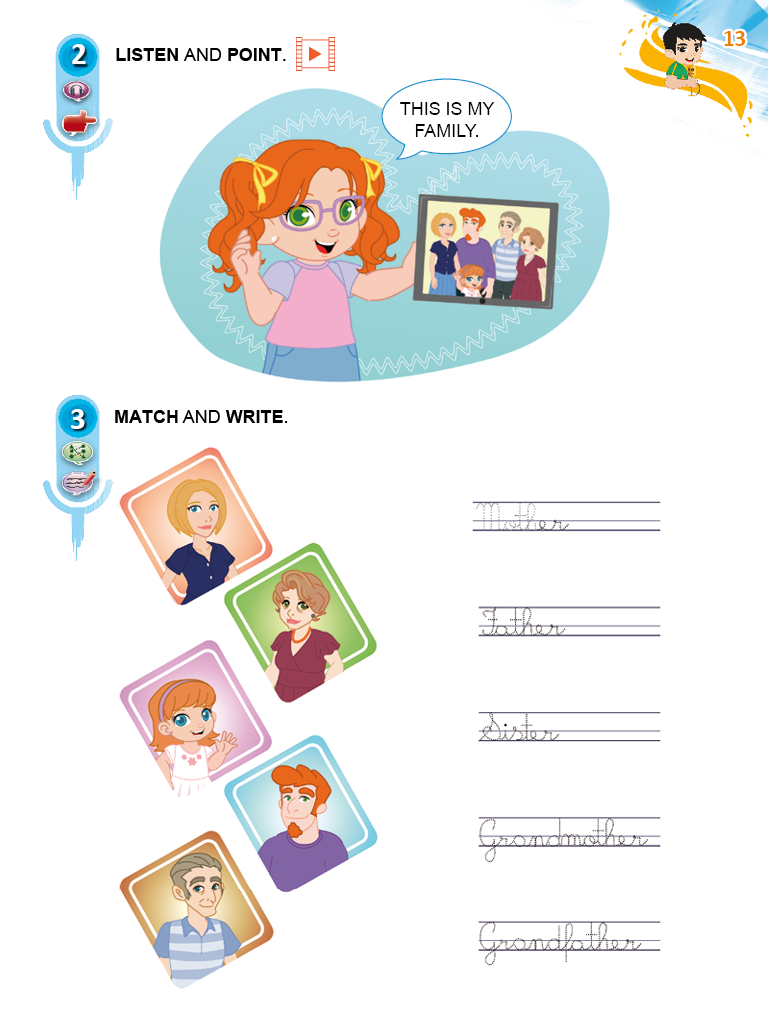 13
2
LISTEN AND POINT.
THIS IS MY
FAMILY.
3
MATCH AND WRITE.
Mother
Father
Sister
Grandmother
Grandfather